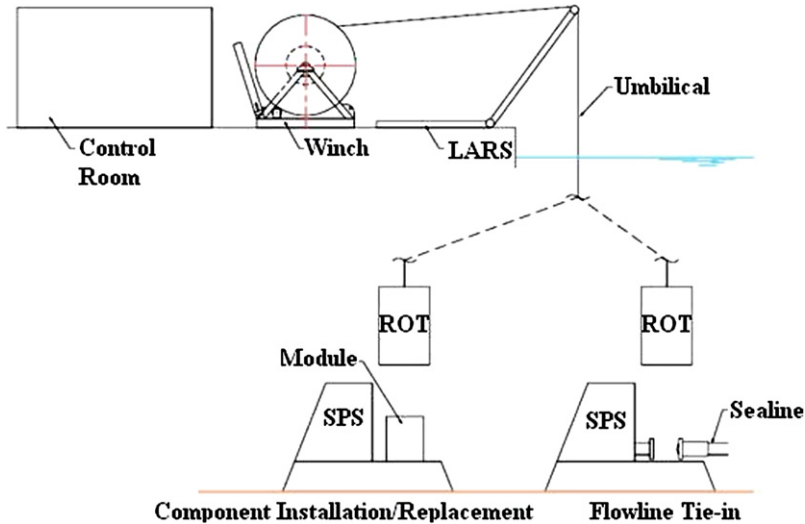 Umbilical
Control
Room
Winch
LARS
ROT
ROT
Module
SPS
SPS
Sealine
Component Installation/Replacement
Flowline Tie-in